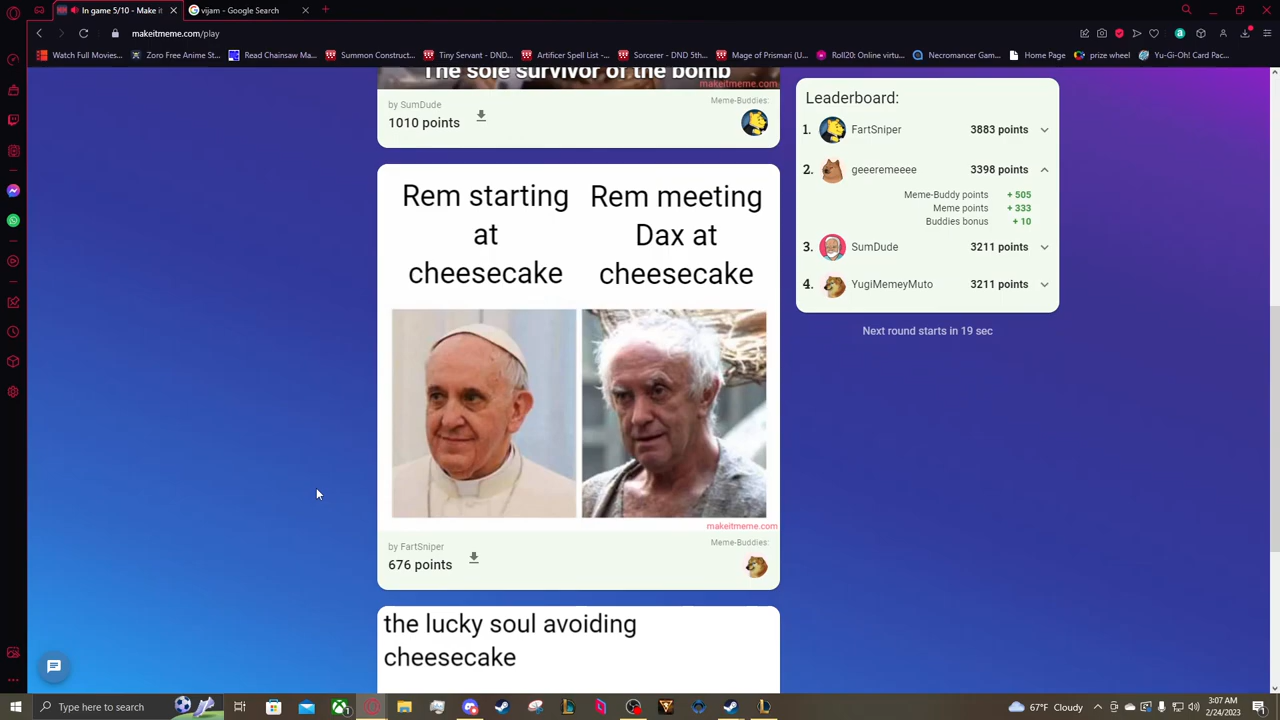 In game 5/10 - Make it
vijam - Google Search
makeitmeme.com/play
Watch Full Movies...
Zoro Free Anime St...
Read Chainsaw Ma...
Summon Construct...
Tiny Servant - DND...
Artificer Spell List -...
Sorcerer - DND 5th...
Mage of Prismari (U...
Roll20: Online virtu...
Necromancer Gam...
Home Page
prize wheel
Yu-Gi-Oh! Card Pac...
The sole survivor of the bomb
makeitmeme.com
by SumDude
1010 points
Meme-Buddies:
Rem starting
at
cheesecake
Rem meeting
Dax at
cheesecake
makeitmeme.com
by FartSniper
676 points
Meme-Buddies:
the lucky soul avoiding
cheesecake
Leaderboard:
1. FartSniper 3883 points
2. geeeremeeee 3398 points
Meme-Buddy points + 505
Meme points + 333
Buddies bonus + 10
3. SumDude 3211 points
4. YugiMemeyMuto 3211 points
Next round starts in 19 sec
Type here to search
67°F Cloudy
3:07 AM
2/24/2023